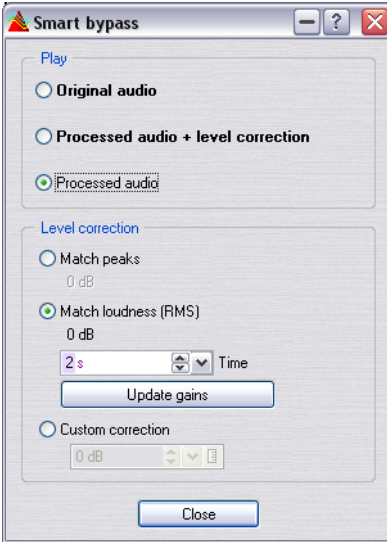 Smart bypass
Play
Original audio
Processed audio + level correction
Processed audio
Level correction
Match peaks
0 dB
Match loudness (RMS)
0 dB
2 s Time
Update gains
Custom correction
0 dB
Close